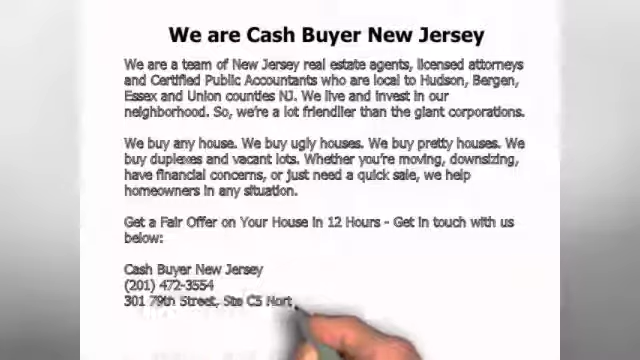 We are Cash Buyer New Jersey
We are a team of New Jersey real estate agents, licensed attorneys
and Certified Public Accountants who are local to Hudson, Bergen,
Essex and Union counties NJ. We live and invest in our
neighborhood. So, we're a lot friendlier than the giant corporations.
We buy any house. We buy ugly houses. We buy pretty houses. We
buy duplexes and vacant lots. Whether you're moving, downsizing,
have financial concerns, or just need a quick sale, we help
homeowners in any situation.
Get a Fair Offer on Your House in 12 Hours - Get in touch with us
below:
Cash Buyer New Jersey
(201) 472-3554
301 79th Street, Ste C5 Nort